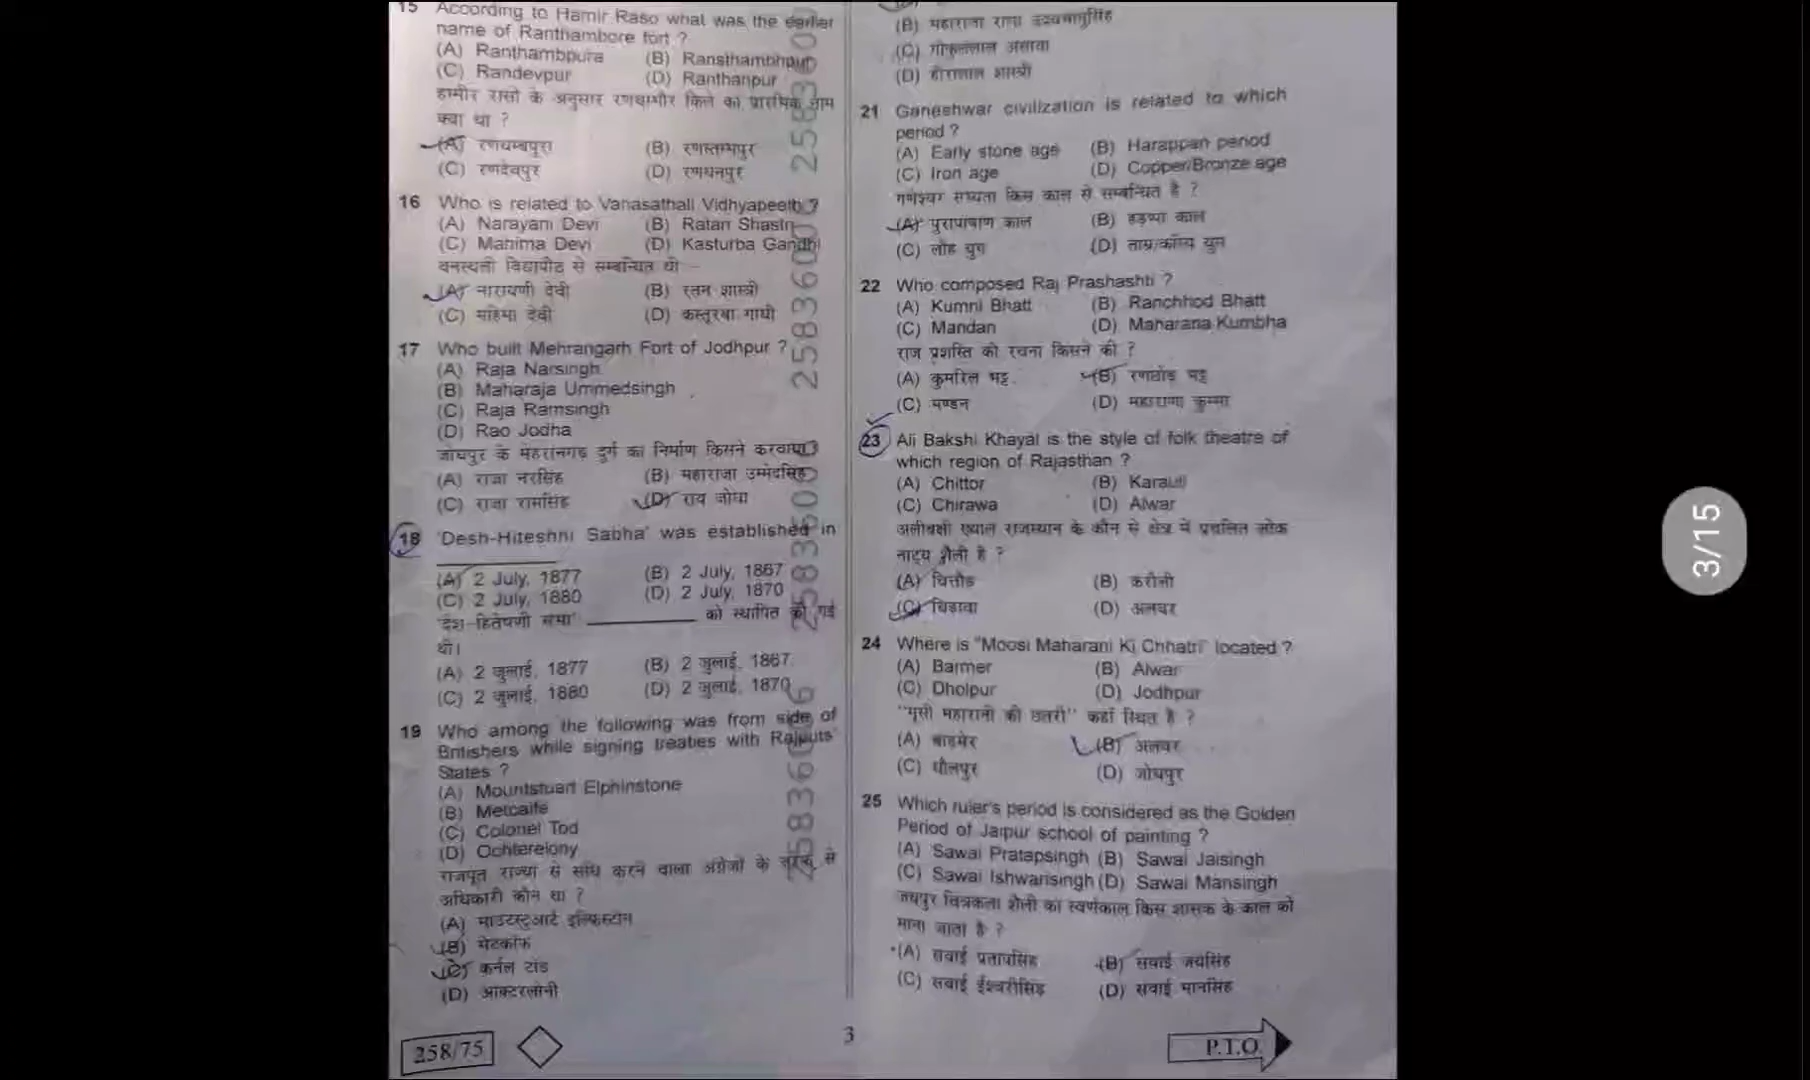 15 According to Hamir Raso what was the earlier
name of Ranthambore fort ?
(A) Ranthambpura (B) Ransthambhpur
(C) Randevpur (D) Ranthanpur
हामीर रासो के अनुसार रणथम्भौर किले का प्रारंभिक नाम
क्या था ?
(A) रणथम्बपुरा (B) रणस्तम्भपुर
(C) रणदेवपुर (D) रणथनपुर
16 Who is related to Vanasathali Vidhyapeeth ?
(A) Narayani Devi (B) Ratan Shastri
(C) Mahima Devi (D) Kasturba Gandhi
वनस्थली विद्यापीठ से सम्बन्धित थी –
(A) नारायणी देवी (B) रतन शास्त्री
(C) महिमा देवी (D) कस्तूरबा गांधी
17 Who built Mehrangarh Fort of Jodhpur ?
(A) Raja Narsingh
(B) Maharaja Ummedsingh
(C) Raja Ramsingh
(D) Rao Jodha
जोधपुर के मेहरानगढ़ दुर्ग का निर्माण किसने करवाया ?
(A) राजा नरसिंह (B) महाराजा उम्मेदसिंह
(C) राजा रामसिंह (D) राव जोधा
18 'Desh-Hiteshni Sabha' was established in
(A) 2 July, 1877 (B) 2 July, 1867
(C) 2 July, 1880 (D) 2 July, 1870
'देश-हितेषणी सभा' ________ को स्थापित की गई
थी।
(A) 2 जुलाई, 1877 (B) 2 जुलाई, 1867
(C) 2 जुलाई, 1880 (D) 2 जुलाई, 1870
19 Who among the following was from side of
Britishers while signing treaties with Rajputs
States ?
(A) Mountstuart Elphinstone
(B) Metcalfe
(C) Colonel Tod
(D) Ochterelony
राजपूत राज्यों से संधि करने वाला अंग्रेजों के तरफ से
अधिकारी कौन था ?
(A) माउटस्टुआर्ट इल्फिस्टोन
(B) मेटकॉफ
(C) कर्नल टॉड
(D) ऑक्टरलोनी
258/75
(B) महाराजा राणा उदयभानुसिंह
(C) गोकुललाल असावा
(D) हीरालाल शास्त्री
21 Ganeshwar civilization is related to which
period ?
(A) Early stone age (B) Harappan period
(C) Iron age (D) Copper/Bronze age
गणेश्वर सभ्यता किस काल से सम्बन्धित है ?
(A) पुरापाषाण काल (B) हड़प्पा काल
(C) लौह युग (D) ताम्र/कांस्य युग
22 Who composed Raj Prashashti ?
(A) Kumril Bhatt (B) Ranchhod Bhatt
(C) Mandan (D) Maharana Kumbha
राज प्रशस्ति की रचना किसने की ?
(A) कुमरिल भट्ट (B) रणछोड़ भट्ट
(C) मण्डन (D) महाराणा कुम्भा
23 Ali Bakshi Khayal is the style of folk theatre of
which region of Rajasthan ?
(A) Chittor (B) Karauli
(C) Chirawa (D) Alwar
अलीबक्षी ख्याल राजस्थान के कौन से क्षेत्र में प्रचलित लोक
नाट्य शैली है ?
(A) चित्तौड़ (B) करौली
(C) चिड़ावा (D) अलवर
24 Where is "Moosi Maharani Ki Chhatri" located ?
(A) Barmer (B) Alwar
(C) Dholpur (D) Jodhpur
"मूसी महारानी की छतरी" कहाँ स्थित है ?
(A) बाड़मेर (B) अलवर
(C) धौलपुर (D) जोधपुर
25 Which ruler's period is considered as the Golden
Period of Jaipur school of painting ?
(A) Sawai Pratapsingh (B) Sawai Jaisingh
(C) Sawai Ishwarisingh (D) Sawai Mansingh
जयपुर चित्रकला शैली का स्वर्णकाल किस शासक के काल को
माना जाता है ?
(A) सवाई प्रतापसिंह (B) सवाई जयसिंह
(C) सवाई ईश्वरीसिंह (D) सवाई मानसिंह
3
P.T.O.
3/15